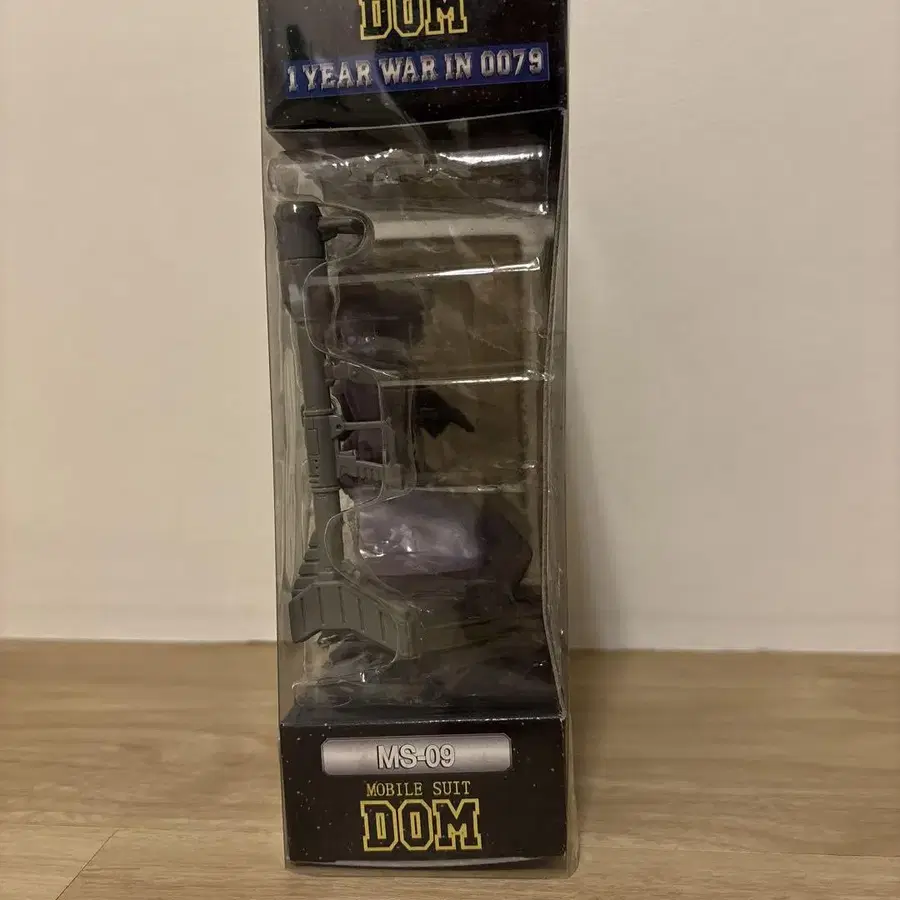 DOM
1 YEAR WAR IN 0079
MS-09
MOBILE SUIT
DOM